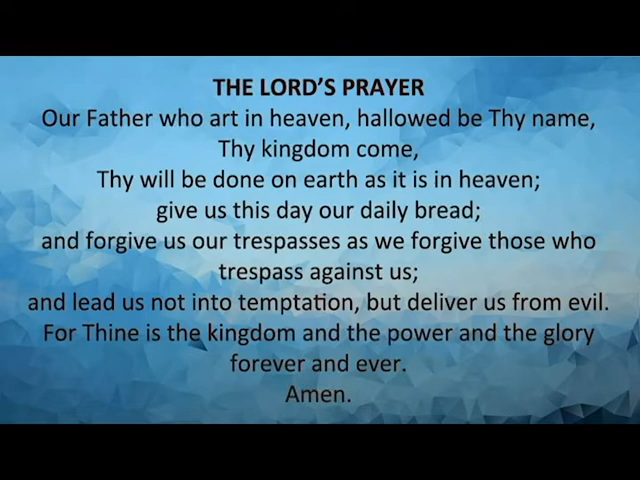 THE LORD’S PRAYER
Our Father who art in heaven, hallowed be Thy name,
Thy kingdom come,
Thy will be done on earth as it is in heaven;
give us this day our daily bread;
and forgive us our trespasses as we forgive those who
trespass against us;
and lead us not into temptation, but deliver us from evil.
For Thine is the kingdom and the power and the glory
forever and ever.
Amen.